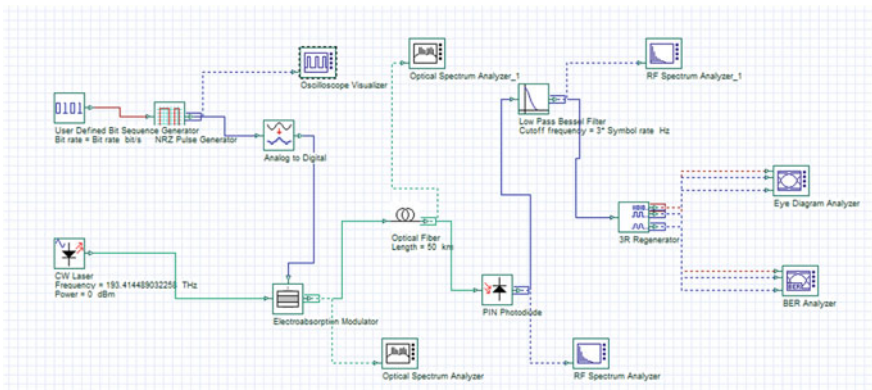 Optical Spectrum Analyzer_1
RF Spectrum Analyzer_1
Oscilloscope Visualizer
0101
User Defined Bit Sequence Generator
Bit rate = Bit rate bit/s
NRZ Pulse Generator
Low Pass Bessel Filter
Cutoff frequency = 3* Symbol rate Hz
Analog to Digital
Eye Diagram Analyzer
3R Regenerator
Optical Fiber
Length = 50 km
CW Laser
Frequency = 193.414489032258 THz
Power = 0 dBm
Electroabsorption Modulator
PIN Photodiode
BER
BER Analyzer
Optical Spectrum Analyzer
RF Spectrum Analyzer